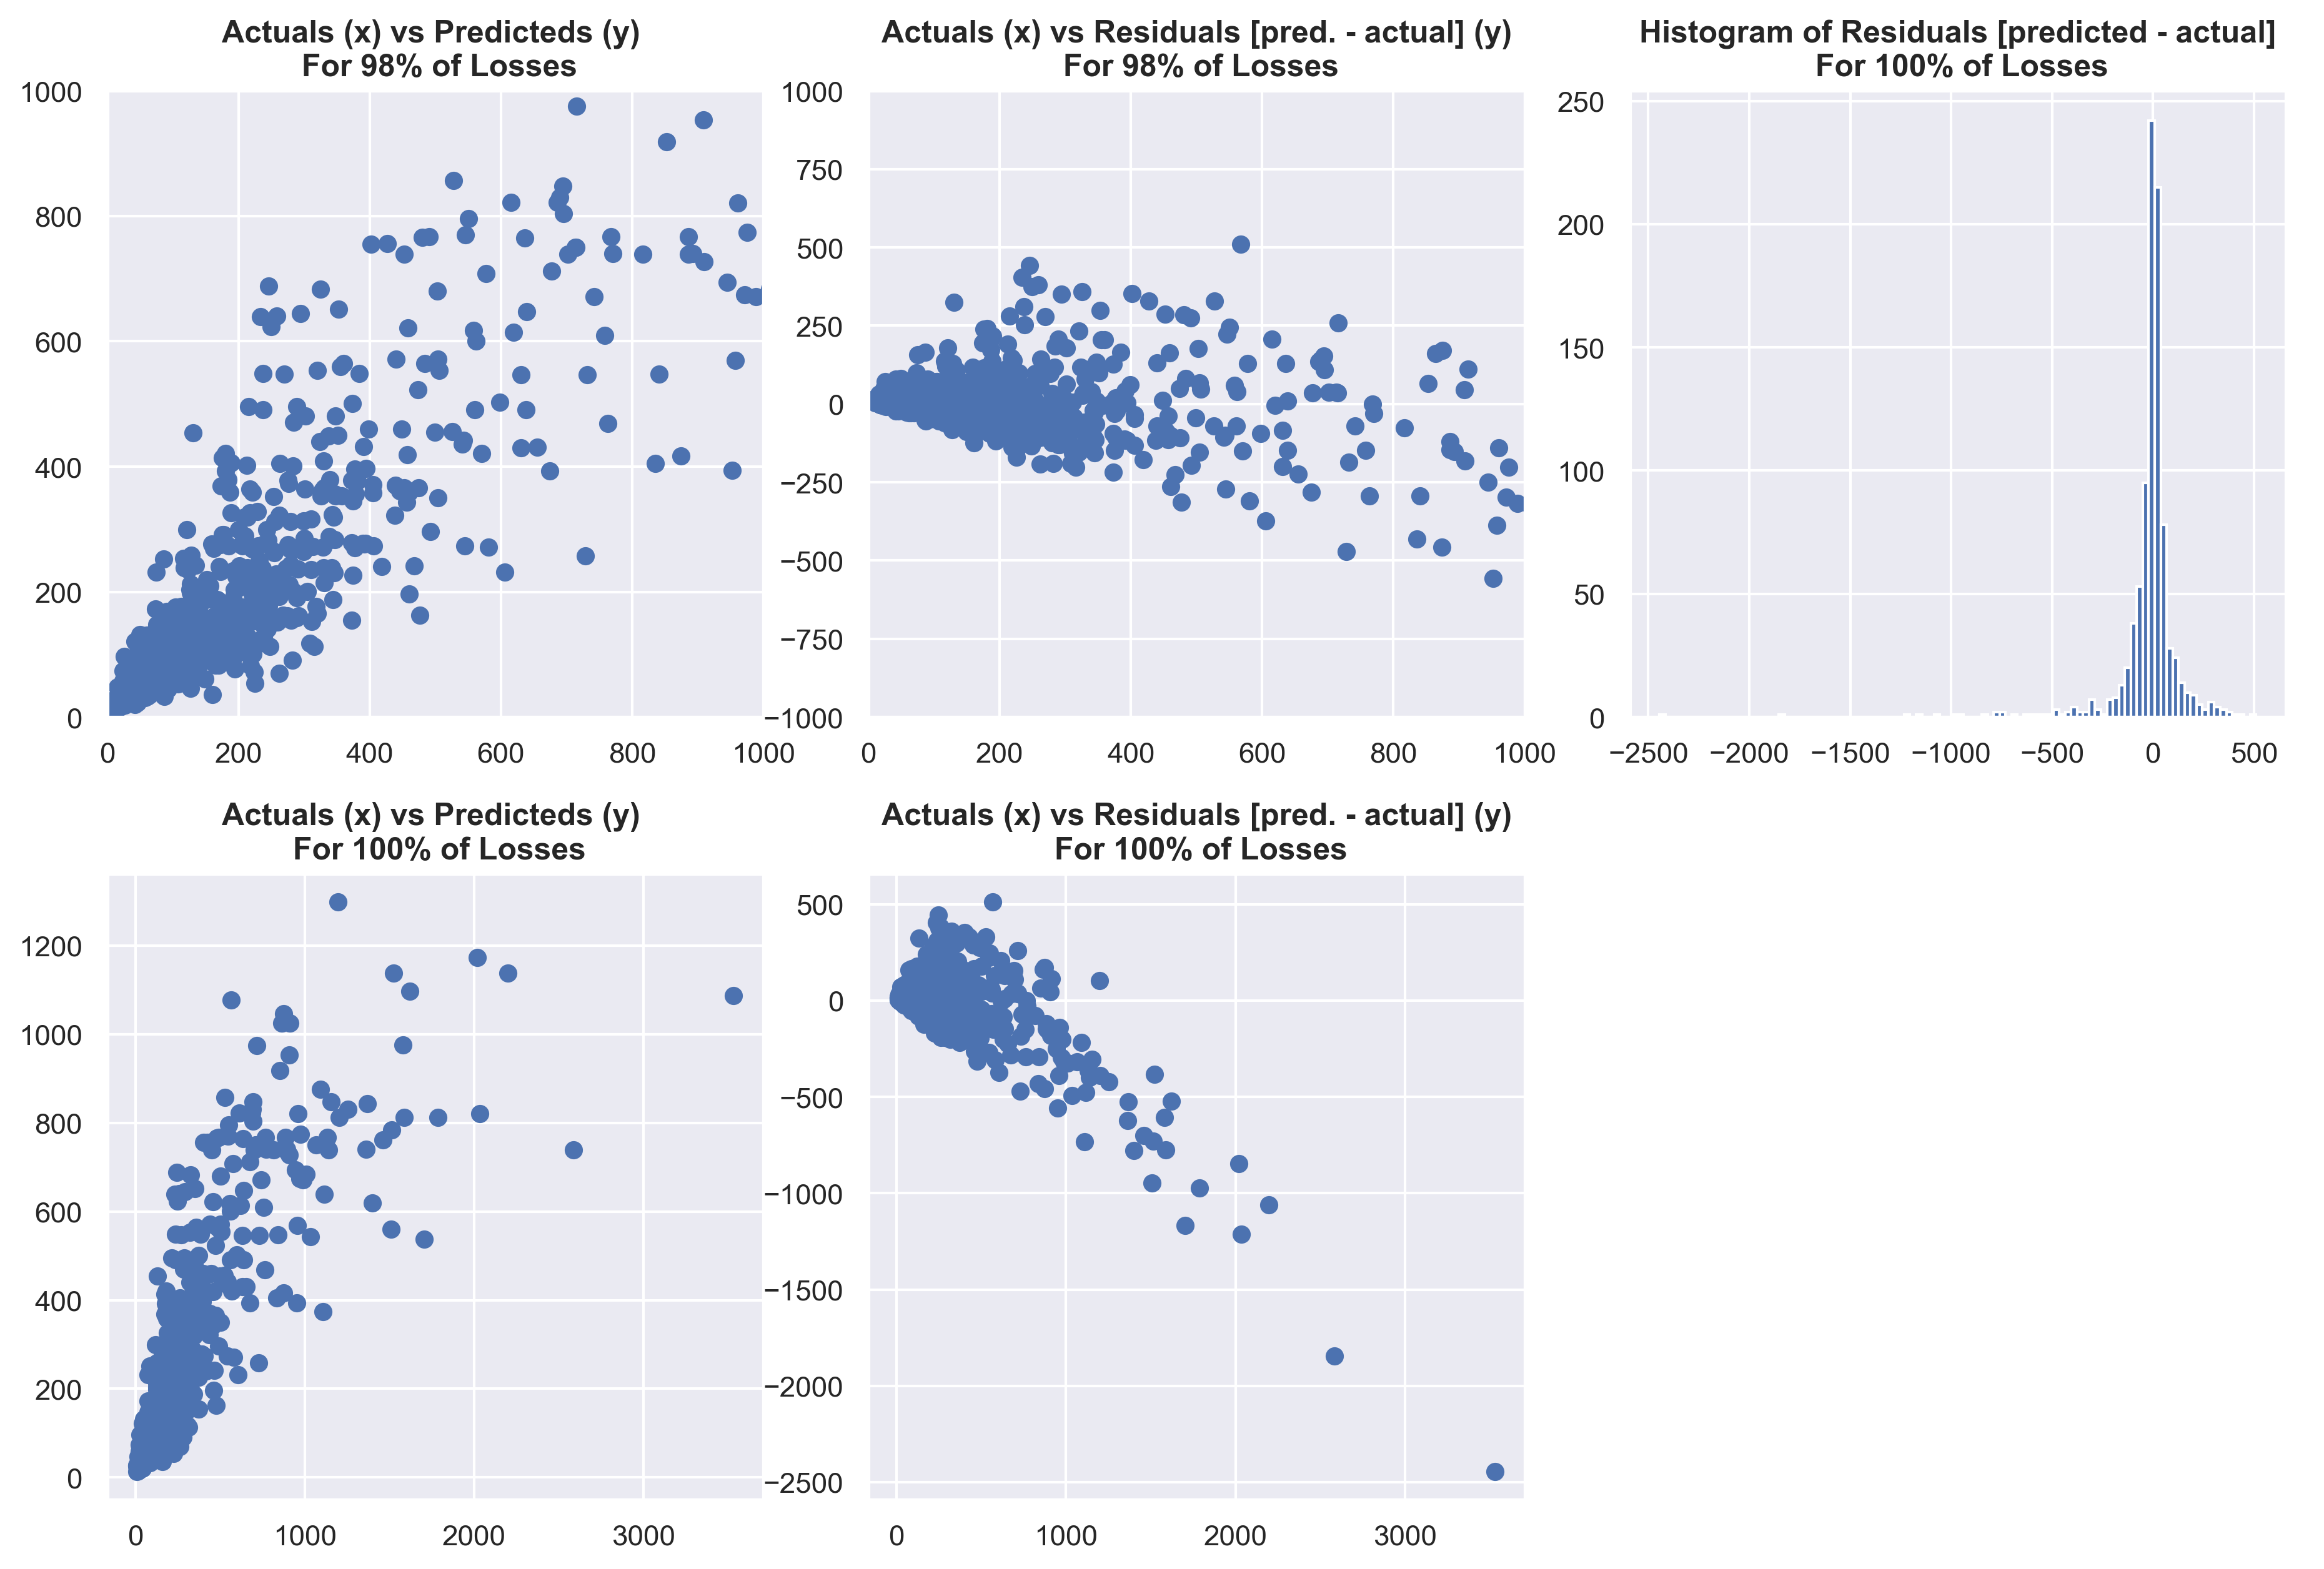 Actuals (x) vs Predicteds (y)
For 98% of Losses
1000
800
600
400
200
0
0 200 400 600 800 1000
Actuals (x) vs Residuals [pred. - actual] (y)
For 98% of Losses
1000
750
500
250
0
−250
−500
−750
−1000
0 200 400 600 800 1000
Histogram of Residuals [predicted - actual]
For 100% of Losses
250
200
150
100
50
0
−2500 −2000 −1500 −1000 −500 0 500
Actuals (x) vs Predicteds (y)
For 100% of Losses
1200
1000
800
600
400
200
0
0 1000 2000 3000
Actuals (x) vs Residuals [pred. - actual] (y)
For 100% of Losses
500
0
−500
−1000
−1500
−2000
−2500
0 1000 2000 3000